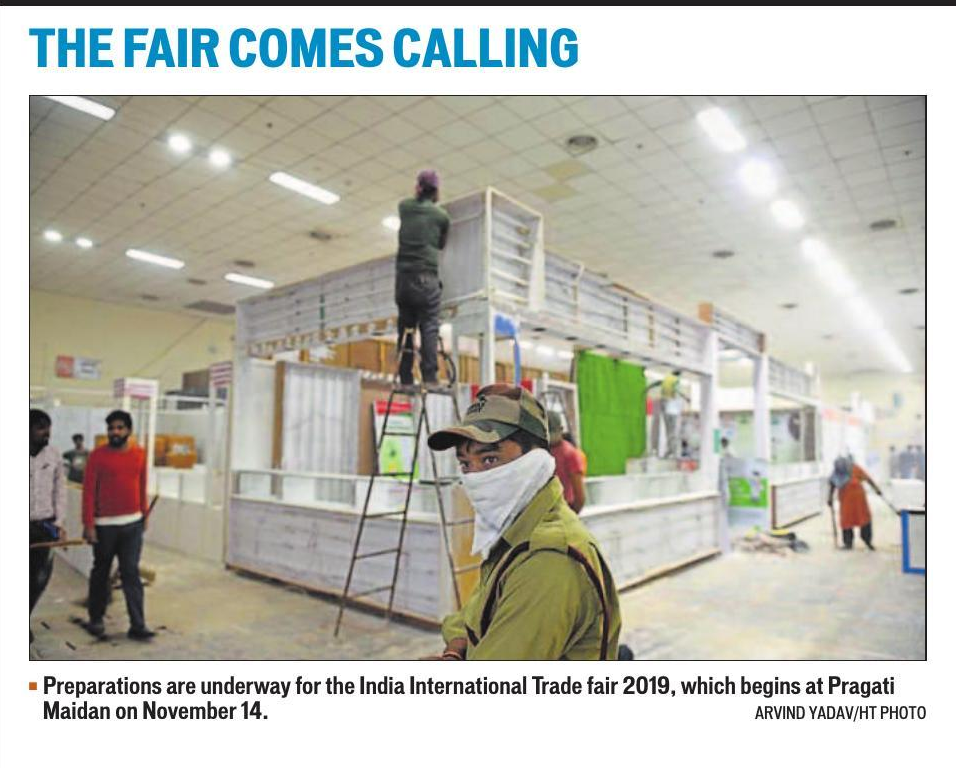 THE FAIR COMES CALLING
Preparations are underway for the India International Trade fair 2019, which begins at Pragati
Maidan on November 14.
ARVIND YADAV/HT PHOTO